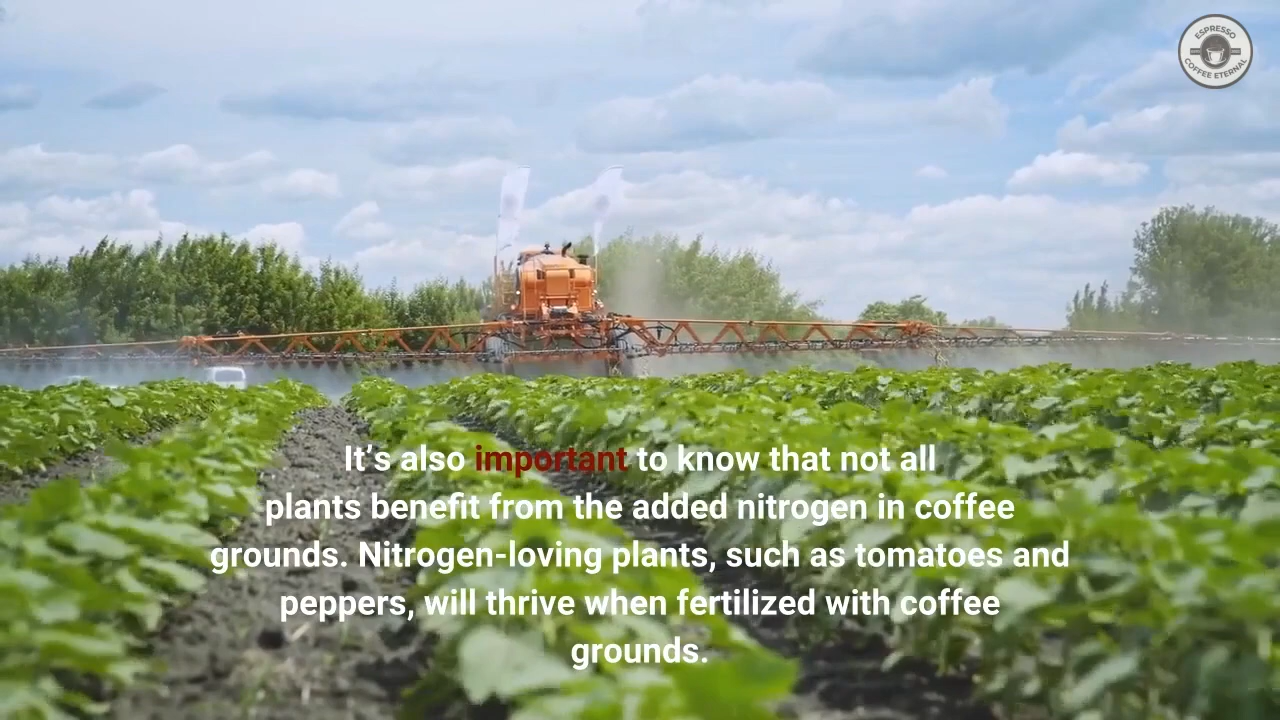 ESPRESSO
COFFEE ETERNAL
It's also important to know that not all
plants benefit from the added nitrogen in coffee
grounds. Nitrogen-loving plants, such as tomatoes and
peppers, will thrive when fertilized with coffee
grounds.